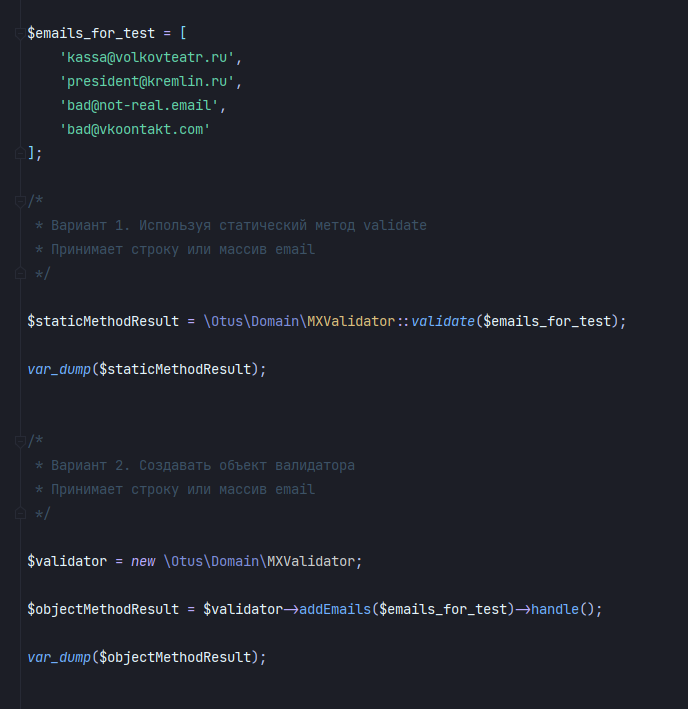 $emails_for_test = [
    'kassa@volkovteatr.ru',
    'president@kremlin.ru',
    'bad@not-real.email',
    'bad@vkoontakt.com'
];
/*
 * Вариант 1. Используя статический метод validate
 * Принимает строку или массив email
 */
$staticMethodResult = \Otus\Domain\MXValidator::validate($emails_for_test);
var_dump($staticMethodResult);
/*
 * Вариант 2. Создавать объект валидатора
 * Принимает строку или массив email
 */
$validator = new \Otus\Domain\MXValidator;
$objectMethodResult = $validator->addEmails($emails_for_test)->handle();
var_dump($objectMethodResult);